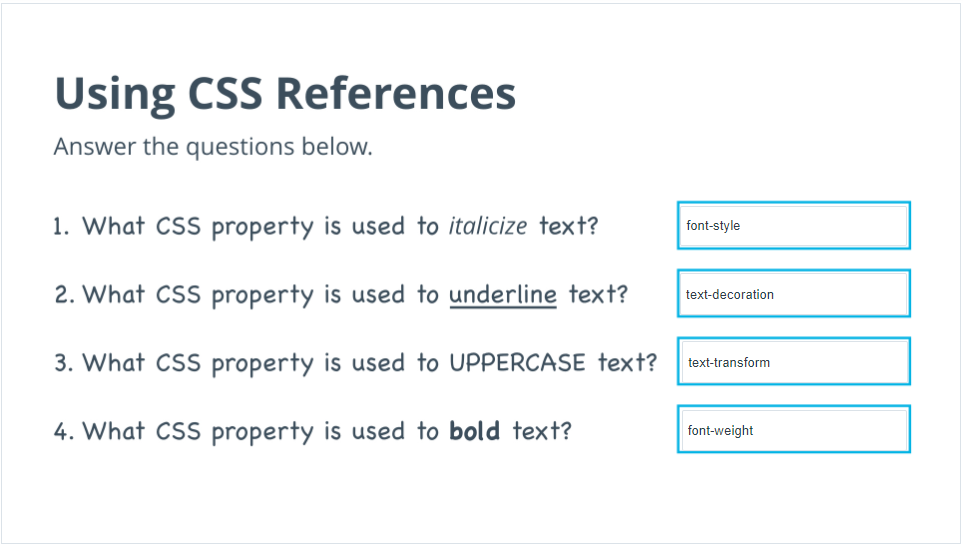 Using CSS References
Answer the questions below.
1. What CSS property is used to italicize text?
font-style
2. What CSS property is used to underline text?
text-decoration
3. What CSS property is used to UPPERCASE text?
text-transform
4. What CSS property is used to bold text?
font-weight